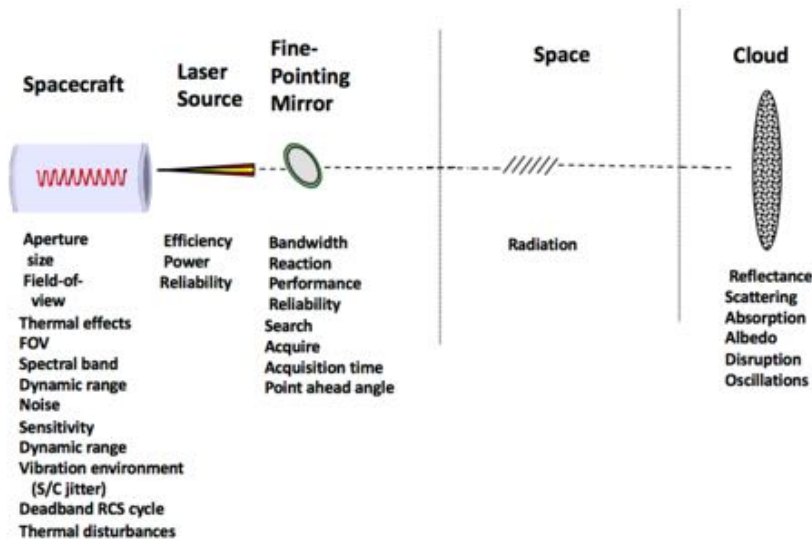 Spacecraft
Laser
Source
Fine-
Pointing
Mirror
Space
Cloud
Aperture
size
Field-of-
view
Thermal effects
FOV
Spectral band
Dynamic range
Noise
Sensitivity
Dynamic range
Vibration environment
(S/C jitter)
Deadband RCS cycle
Thermal disturbances
Efficiency
Power
Reliability
Bandwidth
Reaction
Performance
Reliability
Search
Acquire
Acquisition time
Point ahead angle
Radiation
Reflectance
Scattering
Absorption
Albedo
Disruption
Oscillations